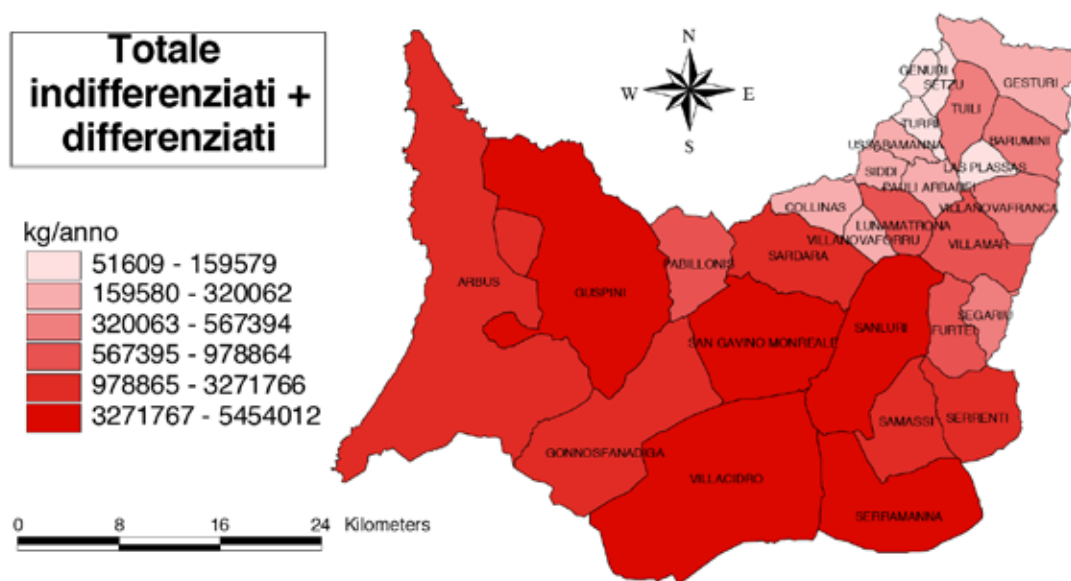 Totale
indifferenziati +
differenziati
N
W
E
S
kg/anno
51609 - 159579
159580 - 320062
320063 - 567394
567395 - 978864
978865 - 3271766
3271767 - 5454012
0 8 16 24 Kilometers
GENURI
SETZU
GESTURI
TUILI
TURRI
USSARAMANNA
BARUMINI
LAS PLASSAS
SIDDI
PAULI ARBAREI
COLLINAS
VILLANOVAFRANCA
LUNAMATRONA
VILLANOVAFORRU
VILLAMAR
SARDARA
PABILLONIS
ARBUS
GUSPINI
SEGARIU
FURTEI
SANLURI
SAN GAVINO MONREALE
SAMASSI
SERRENTI
GONNOSFANADIGA
VILLACIDRO
SERRAMANNA